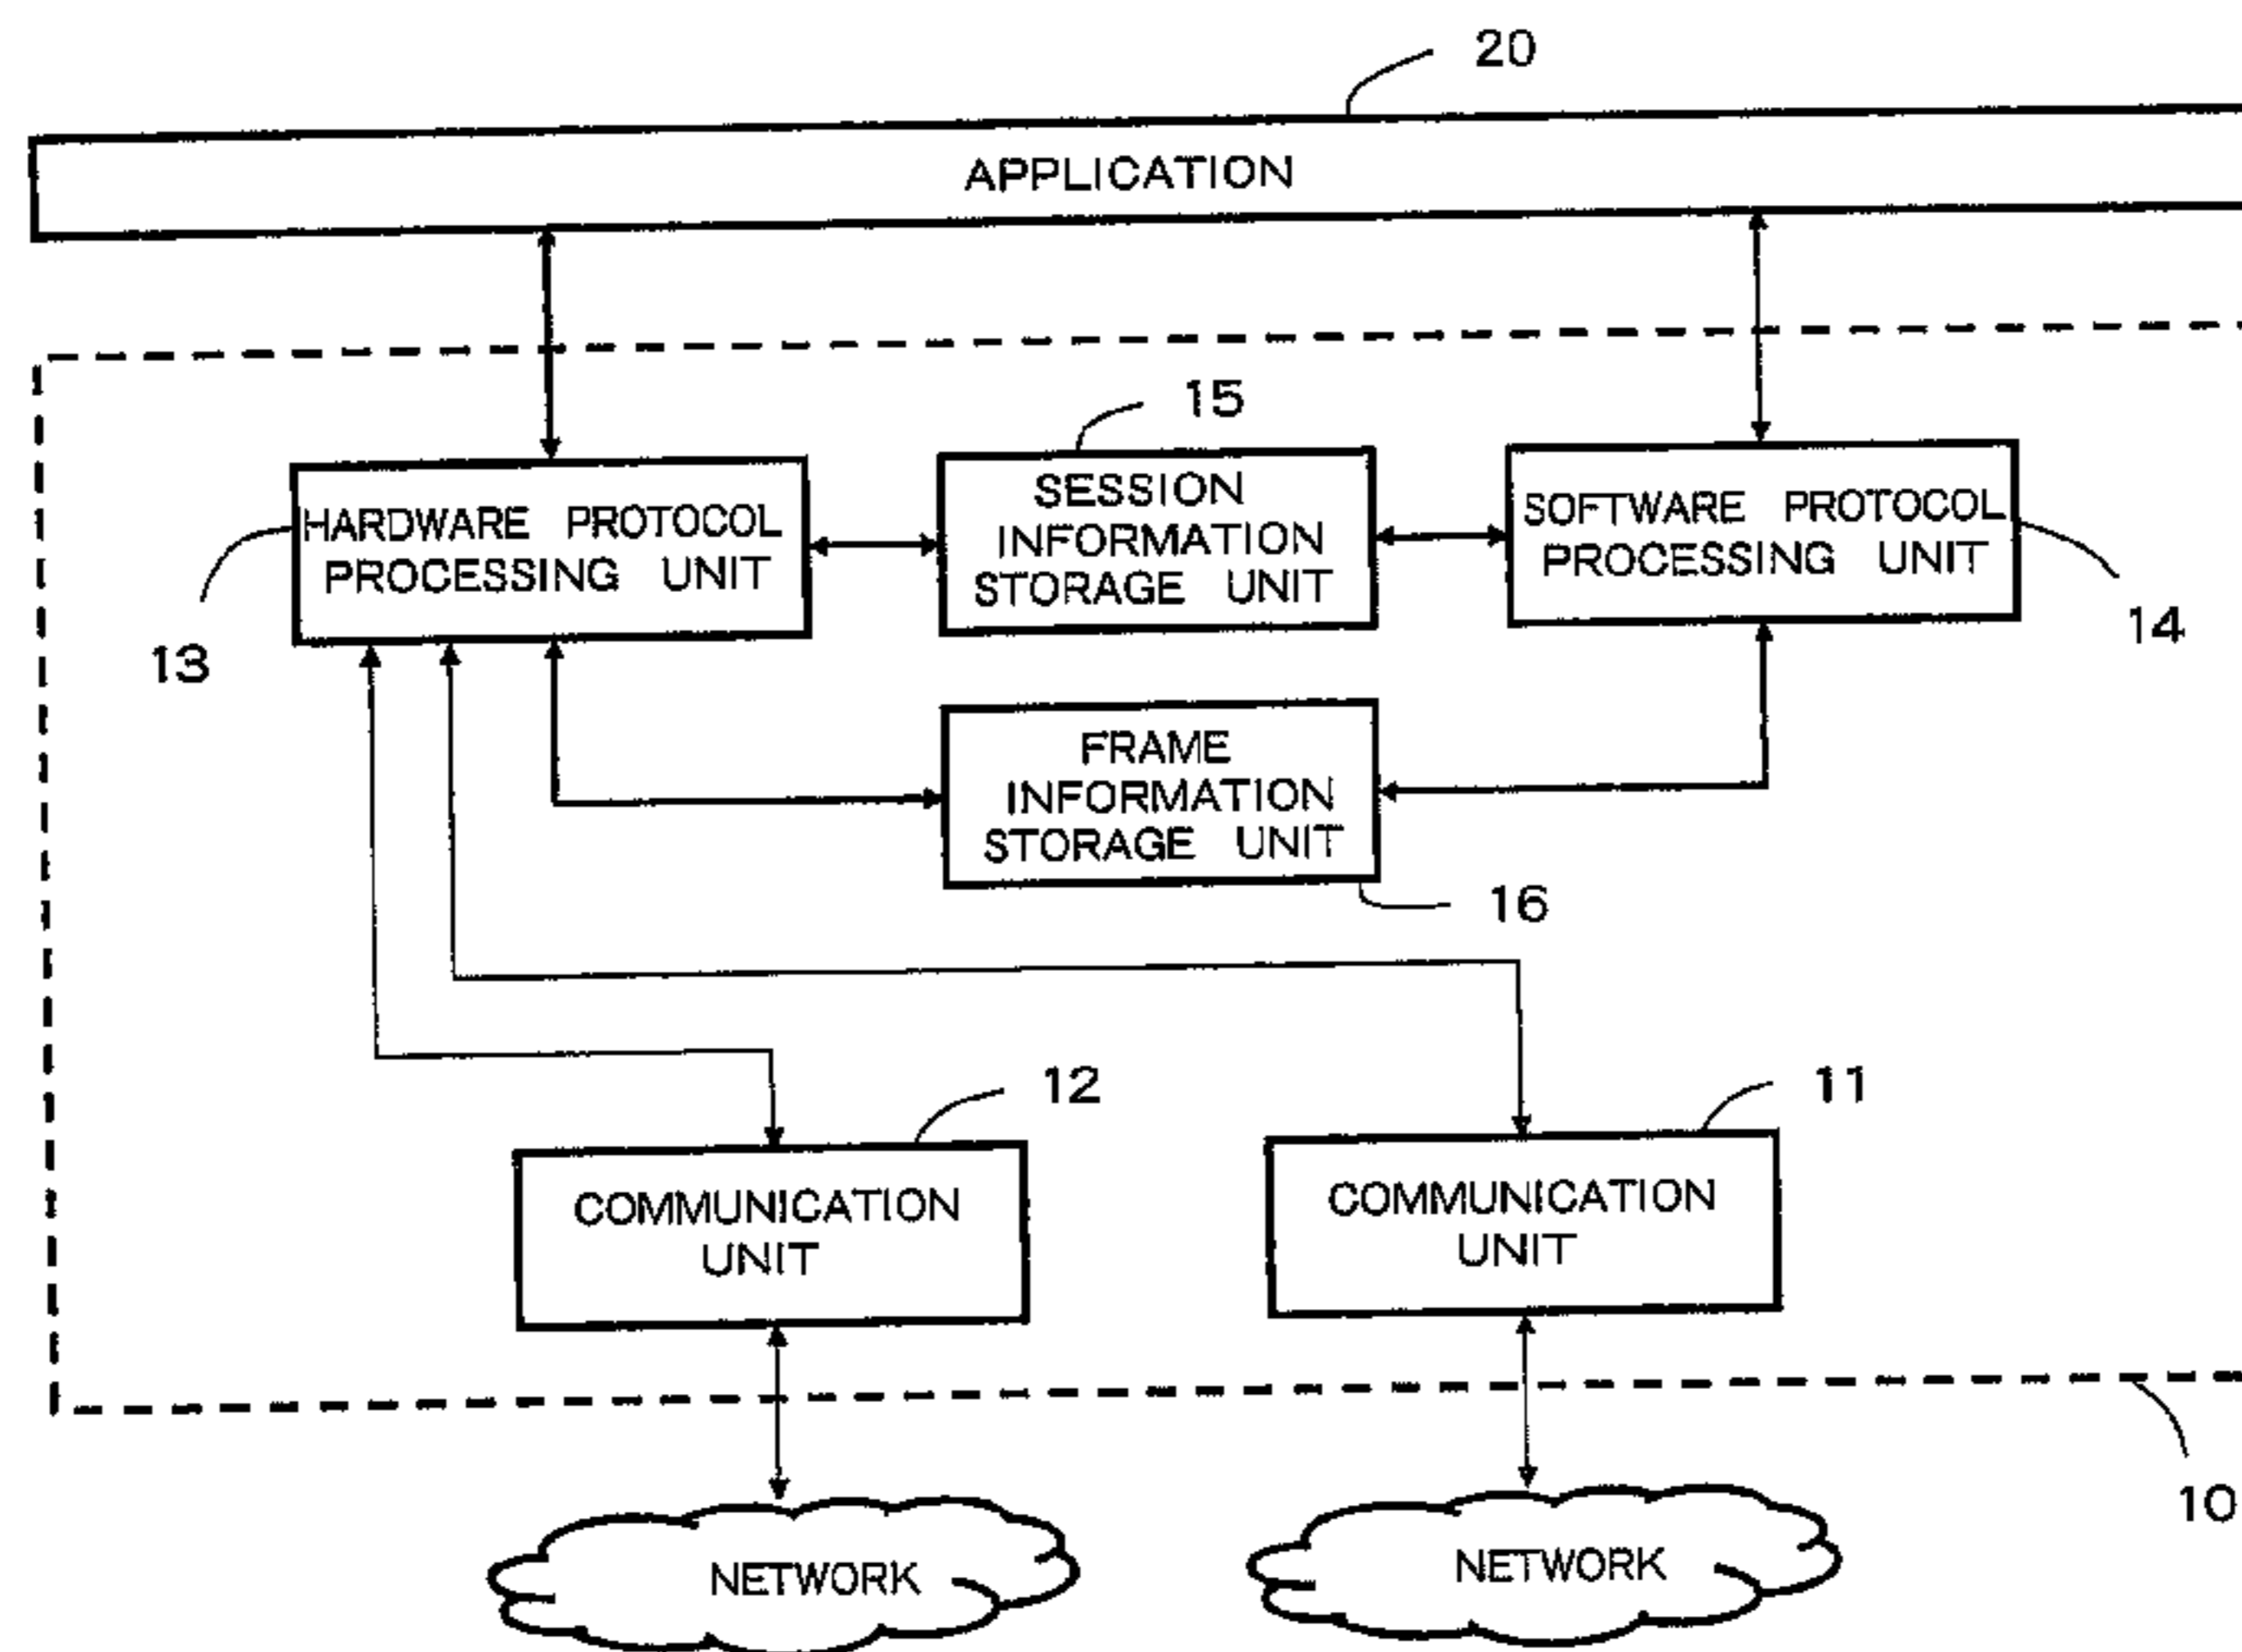 20
APPLICATION
15
HARDWARE PROTOCOL
PROCESSING UNIT
SESSION
INFORMATION
STORAGE UNIT
SOFTWARE PROTOCOL
PROCESSING UNIT
13
14
FRAME
INFORMATION
STORAGE UNIT
16
12
11
COMMUNICATION
UNIT
COMMUNICATION
UNIT
10
NETWORK
NETWORK